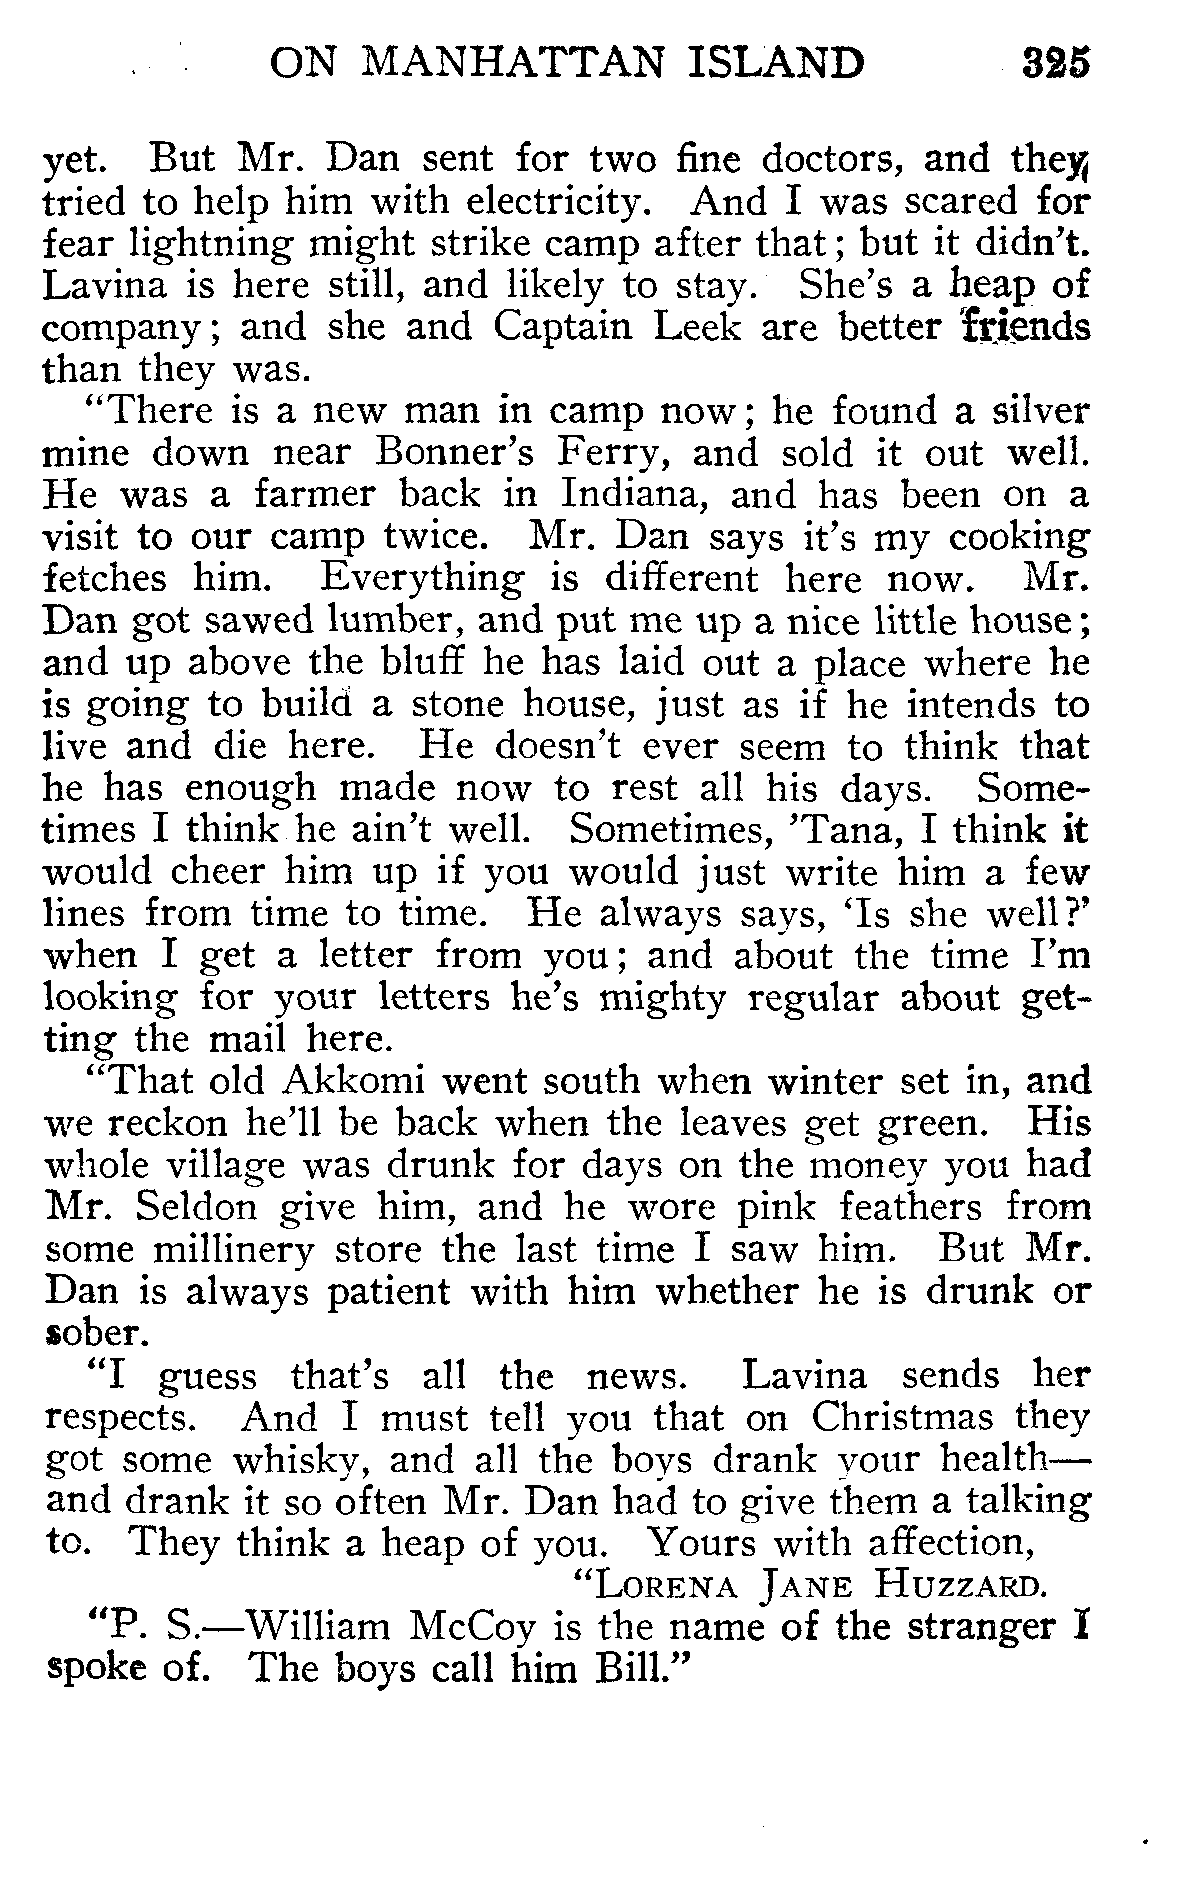 ON MANHATTAN ISLAND 325
yet. But Mr. Dan sent for two fine doctors, and they
tried to help him with electricity. And I was scared for
fear lightning might strike camp after that; but it didn't.
Lavina is here still, and likely to stay. She's a heap of
company; and she and Captain Leek are better friends
than they was.
"There is a new man in camp now; he found a silver
mine down near Bonner's Ferry, and sold it out well.
He was a farmer back in Indiana, and has been on a
visit to our camp twice. Mr. Dan says it's my cooking
fetches him. Everything is different here now. Mr.
Dan got sawed lumber, and put me up a nice little house;
and up above the bluff he has laid out a place where he
is going to build a stone house, just as if he intends to
live and die here. He doesn't ever seem to think that
he has enough made now to rest all his days. Some-
times I think he ain't well. Sometimes, 'Tana, I think it
would cheer him up if you would just write him a few
lines from time to time. He always says, 'Is she well?'
when I get a letter from you; and about the time I'm
looking for your letters he's mighty regular about get-
ting the mail here.
"That old Akkomi went south when winter set in, and
we reckon he'll be back when the leaves get green. His
whole village was drunk for days on the money you had
Mr. Seldon give him, and he wore pink feathers from
some millinery store the last time I saw him. But Mr.
Dan is always patient with him whether he is drunk or
sober.
"I guess that's all the news. Lavina sends her
respects. And I must tell you that on Christmas they
got some whisky, and all the boys drank your health—
and drank it so often Mr. Dan had to give them a talking
to. They think a heap of you. Yours with affection,
"LORENA JANE HUZZARD.
"P. S.—William McCoy is the name of the stranger I
spoke of. The boys call him Bill."